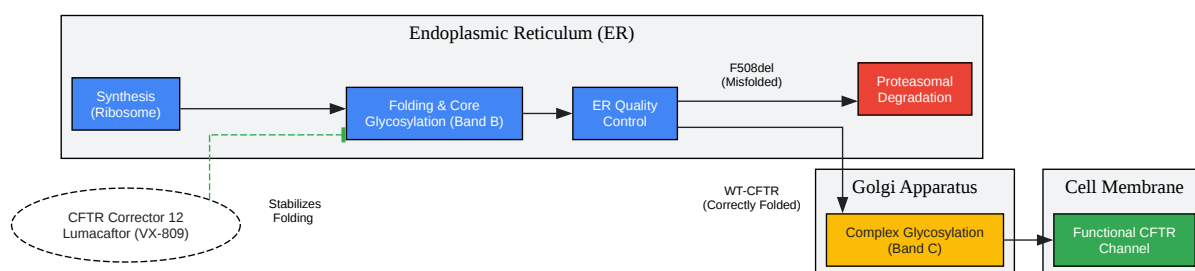 Endoplasmic Reticulum (ER)
Synthesis
(Ribosome)
Folding & Core
Glycosylation (Band B)
ER Quality
Control
F508del
(Misfolded)
Proteasomal
Degradation
CFTR Corrector 12
Lumacaftor (VX-809)
Stabilizes
Folding
WT-CFTR
(Correctly Folded)
Golgi Apparatus
Complex Glycosylation
(Band C)
Cell Membrane
Functional CFTR
Channel